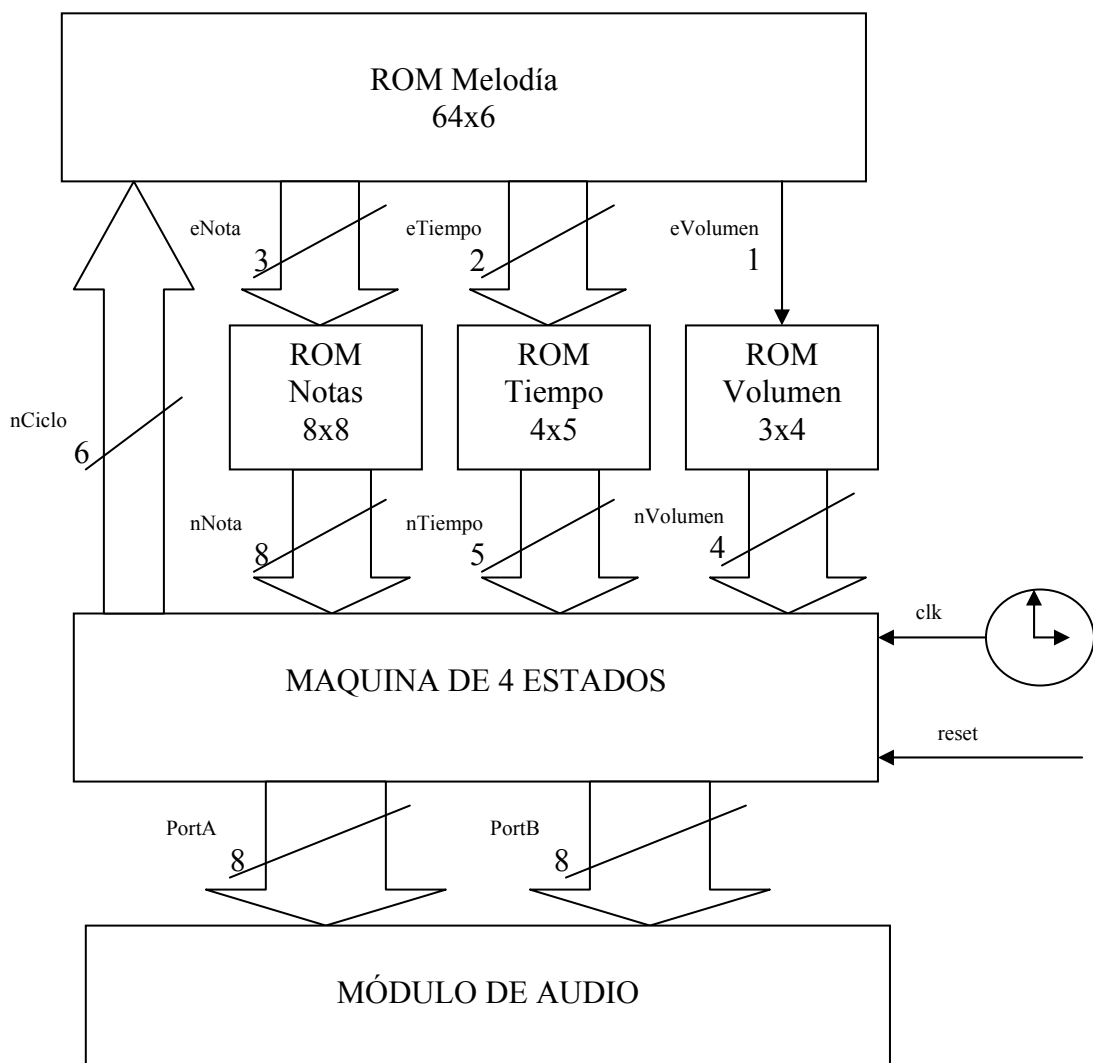 ROM Melodía
64x6
eNota
3
eTiempo
2
eVolumen
1
ROM
Notas
8x8
ROM
Tiempo
4x5
ROM
Volumen
3x4
nCiclo
6
nNota
8
nTiempo
5
nVolumen
4
clk
MAQUINA DE 4 ESTADOS
reset
PortA
8
PortB
8
MÓDULO DE AUDIO